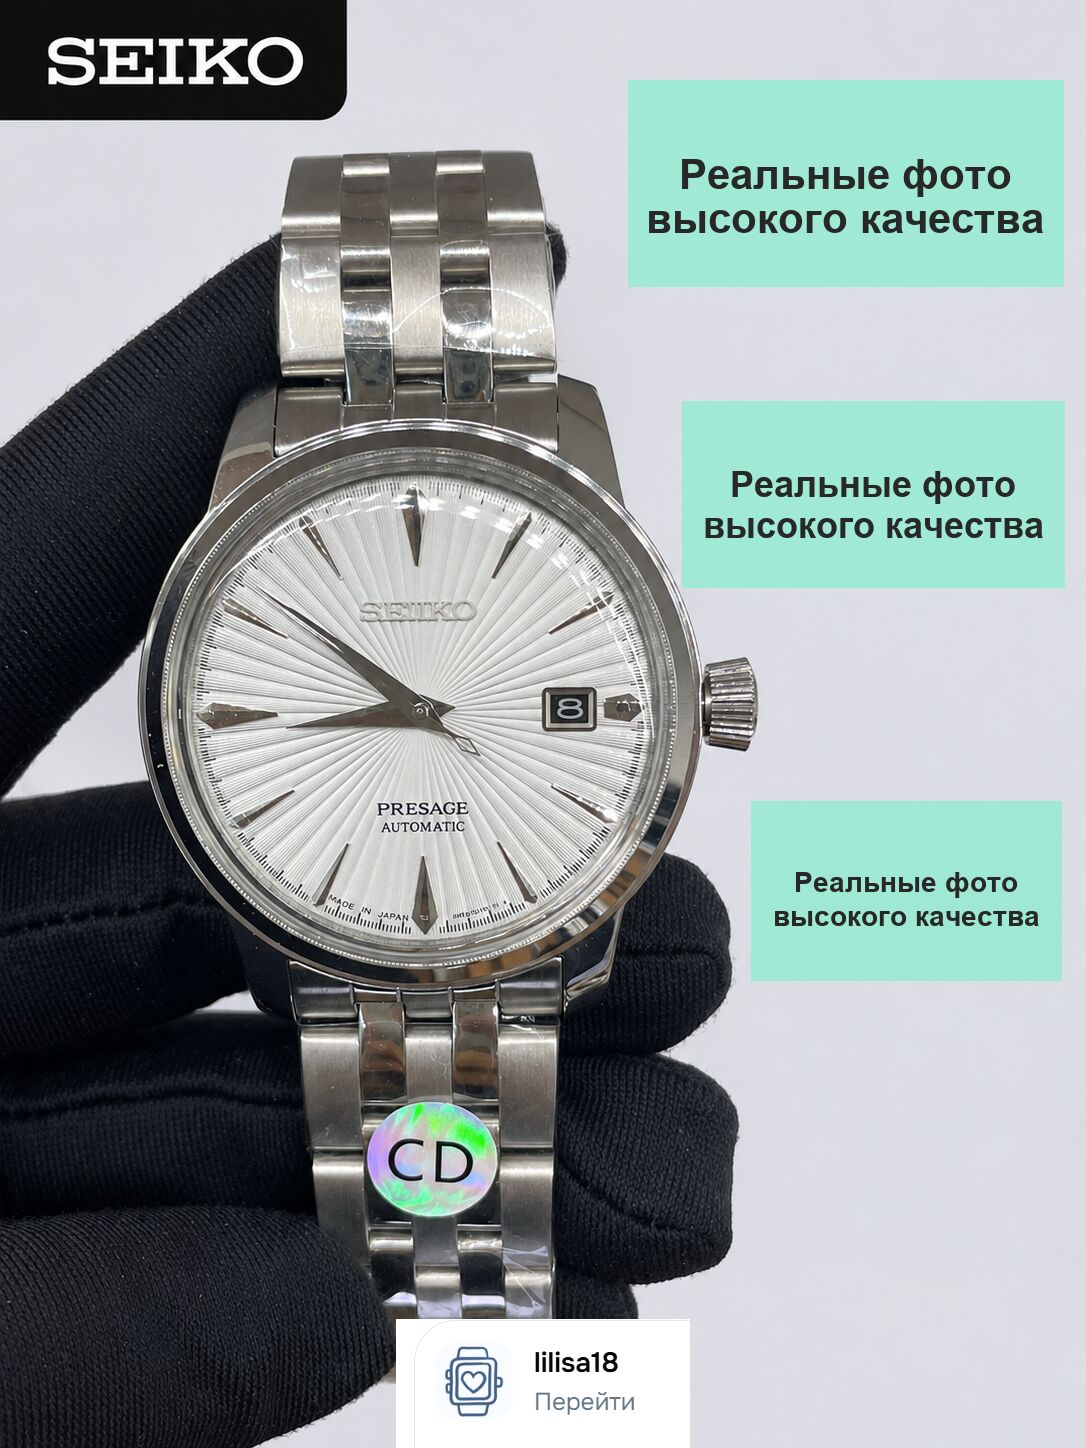 SEIKO
Реальные фото
высокого качества
Реальные фото
высокого качества
SEIKO
8
PRESAGE
AUTOMATIC
Реальные фото
высокого качества
MADE IN JAPAN
CD
lilisa18
Перейти